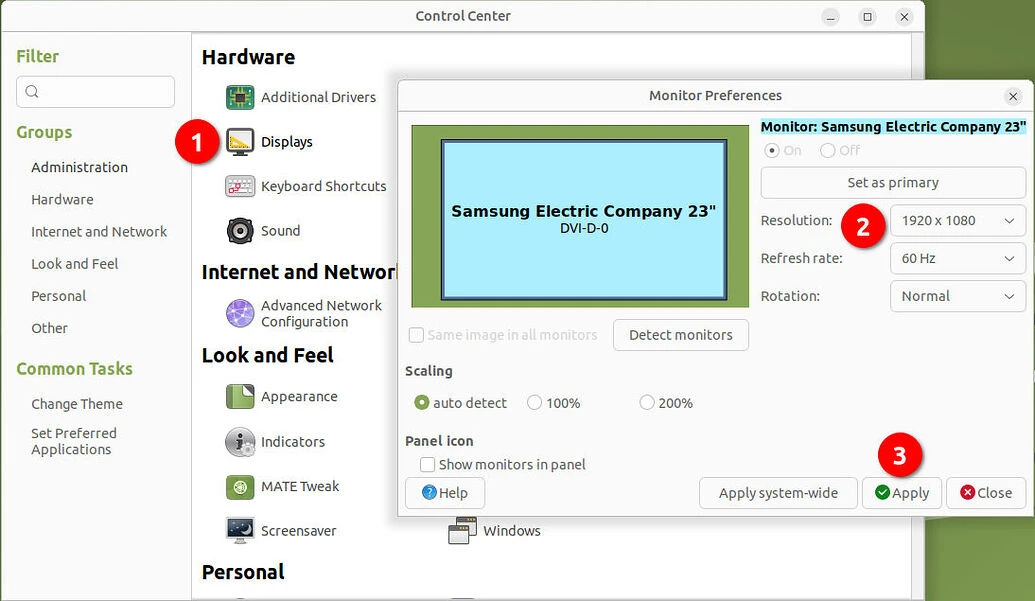 Control Center
Filter
Groups
Administration
Hardware
Internet and Network
Look and Feel
Personal
Other
Common Tasks
Change Theme
Set Preferred
Applications
Hardware
Additional Drivers
1
Displays
Keyboard Shortcuts
Sound
Internet and Networ
Advanced Network
Configuration
Look and Feel
Appearance
Indicators
MATE Tweak
Screensaver
Windows
Personal
Monitor Preferences
Samsung Electric Company 23"
DVI-D-0
Monitor: Samsung Electric Company 23"
On Off
Set as primary
Resolution: 2 1920 x 1080
Refresh rate: 60 Hz
Rotation: Normal
Same image in all monitors Detect monitors
Scaling
auto detect 100% 200%
Panel icon
Show monitors in panel
3
Help Apply system-wide Apply Close